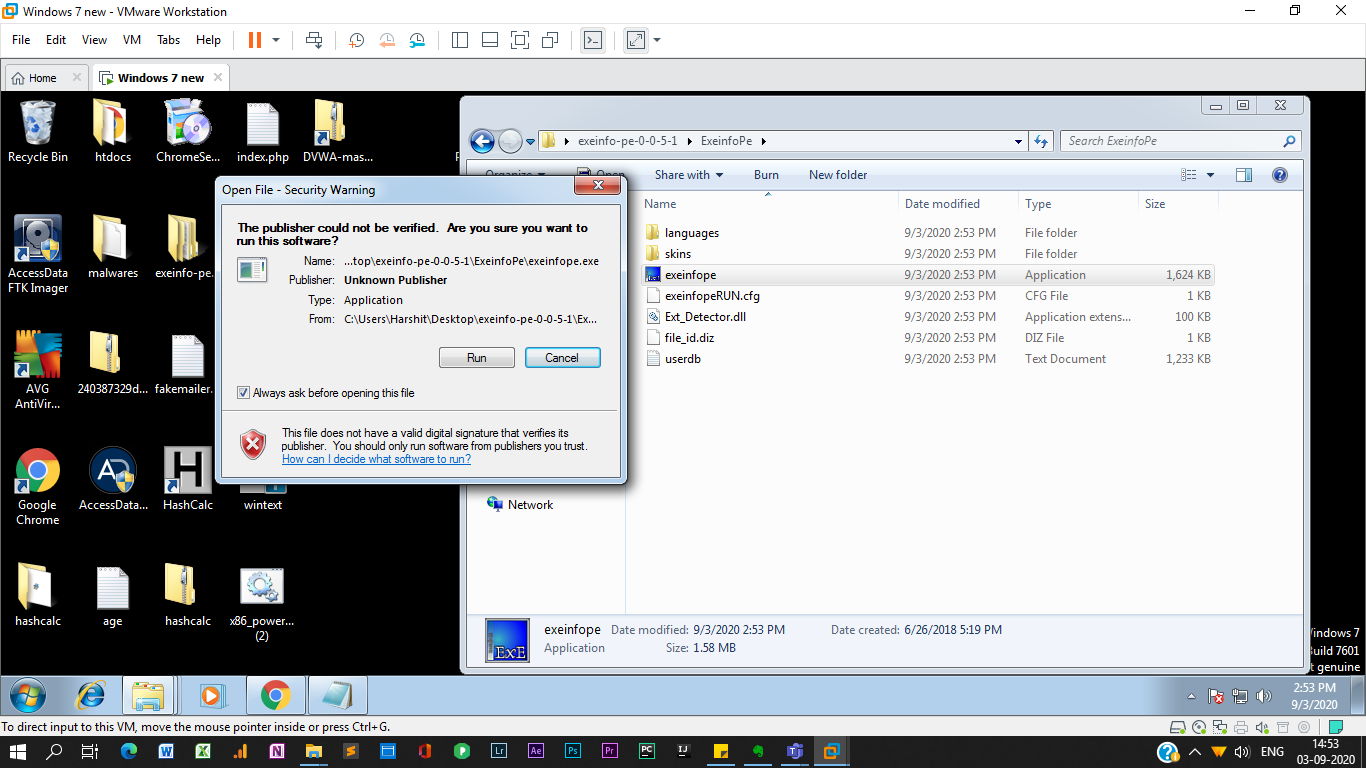 Windows 7 new - VMware Workstation
File Edit View VM Tabs Help
Home
Windows 7 new
Recycle Bin
htdocs
ChromeSe...
index.php
DVWA-mas...
AccessData
FTK Imager
malwares
exeinfo-pe...
AVG
AntiVir...
240387329d...
fakemailer.
Google
Chrome
AccessData...
HashCalc
wintext
hashcalc
age
hashcalc
x86_power...
(2)
exeinfo-pe-0-0-5-1 ExeinfoPe
Search ExeinfoPe
Organize Open Share with Burn New folder
Name Date modified Type Size
languages 9/3/2020 2:53 PM File folder
skins 9/3/2020 2:53 PM File folder
exeinfope 9/3/2020 2:53 PM Application 1,624 KB
exeinfopeRUN.cfg 9/3/2020 2:53 PM CFG File 1 KB
Ext_Detector.dll 9/3/2020 2:53 PM Application extens... 100 KB
file_id.diz 9/3/2020 2:53 PM DIZ File 1 KB
userdb 9/3/2020 2:53 PM Text Document 1,233 KB
Network
ExE
exeinfope Date modified: 9/3/2020 2:53 PM Date created: 6/26/2018 5:19 PM
Application Size: 1.58 MB
Open File - Security Warning
The publisher could not be verified. Are you sure you want to
run this software?
Name: ...top\exeinfo-pe-0-0-5-1\ExeinfoPe\exeinfope.exe
Publisher: Unknown Publisher
Type: Application
From: C:\Users\Harshit\Desktop\exeinfo-pe-0-0-5-1\Ex...
Run
Cancel
Always ask before opening this file
This file does not have a valid digital signature that verifies its
publisher. You should only run software from publishers you trust.
How can I decide what software to run?
indows 7
uild 7601
t genuine
2:53 PM
9/3/2020
To direct input to this VM, move the mouse pointer inside or press Ctrl+G.
ENG
14:53
03-09-2020